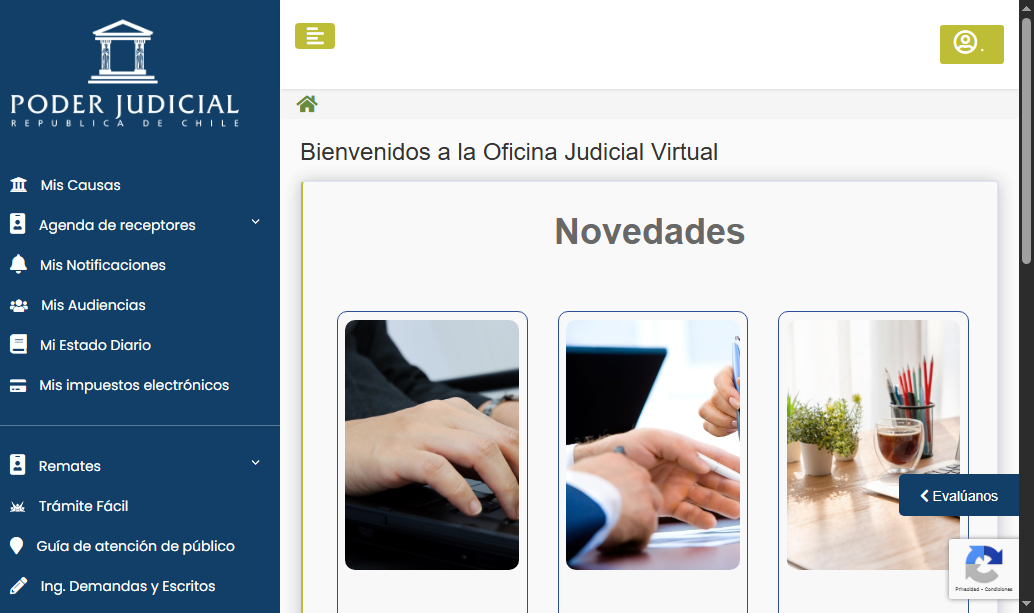 PODER JUDICIAL
REPUBLICA DE CHILE
Mis Causas
Agenda de receptores
Mis Notificaciones
Mis Audiencias
Mi Estado Diario
Mis impuestos electrónicos
Remates
Trámite Fácil
Guía de atención de público
Ing. Demandas y Escritos
.
Bienvenidos a la Oficina Judicial Virtual
Novedades
Evalúanos
Privacidad - Condiciones